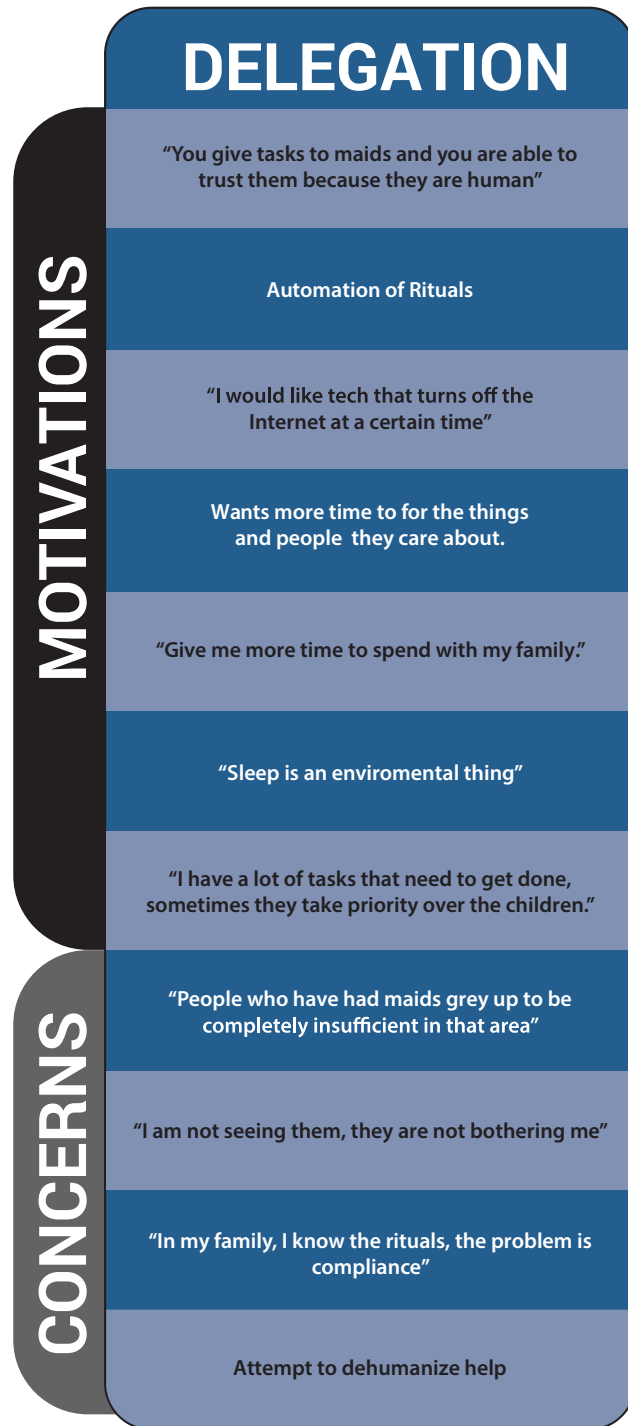 DELEGATION
MOTIVATIONS
“You give tasks to maids and you are able to
trust them because they are human”
Automation of Rituals
“I would like tech that turns off the
Internet at a certain time”
Wants more time to for the things
and people they care about.
“Give me more time to spend with my family.”
“Sleep is an enviromental thing”
“I have a lot of tasks that need to get done,
sometimes they take priority over the children.”
CONCERNS
“People who have had maids grey up to be
completely insufficient in that area”
“I am not seeing them, they are not bothering me”
“In my family, I know the rituals, the problem is
compliance”
Attempt to dehumanize help